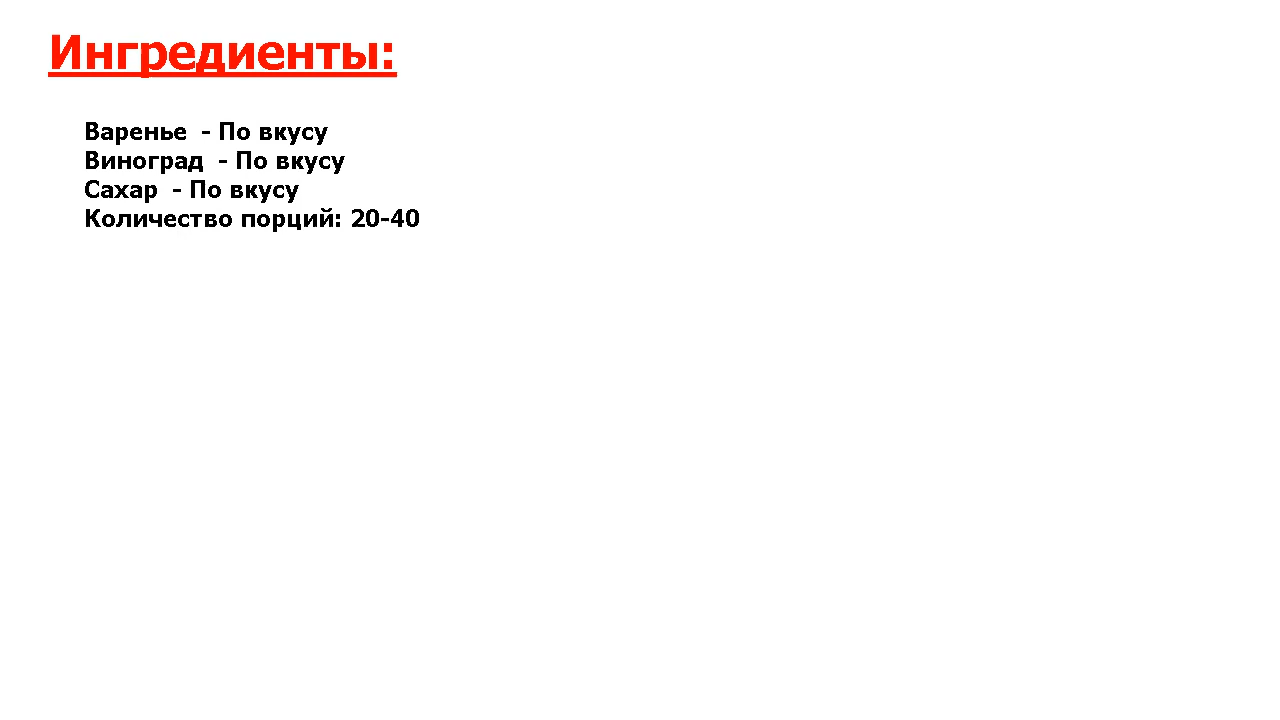 Ингредиенты:
Варенье  - По вкусу
Виноград  - По вкусу
Сахар  - По вкусу
Количество порций: 20-40